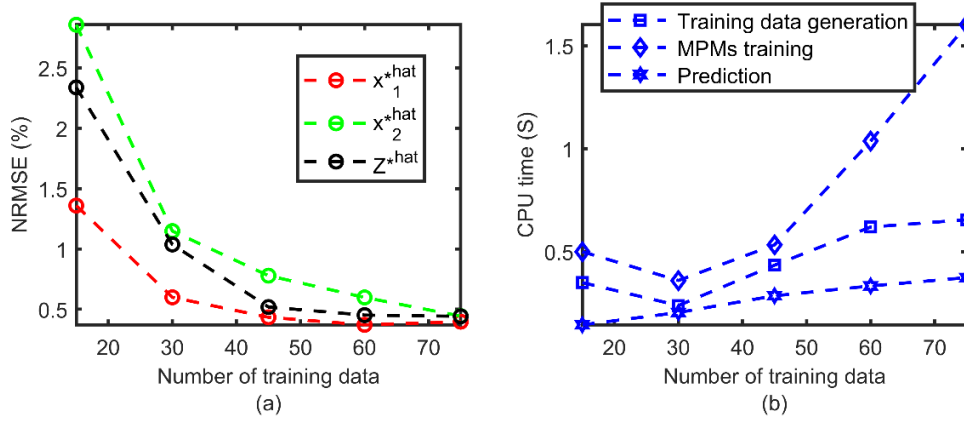 2.5
2
1.5
1
0.5
NRMSE (%)
x*hat
1
x*hat
2
Z*hat
20 30 40 50 60 70
Number of training data
(a)
Training data generation
MPMs training
Prediction
1.5
1
0.5
CPU time (S)
20 30 40 50 60 70
Number of training data
(b)